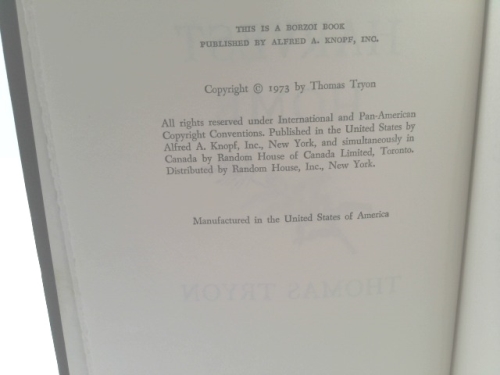 THIS IS A BORZOI BOOK
PUBLISHED BY ALFRED A. KNOPF, INC.
Copyright © 1973 by Thomas Tryon
All rights reserved under International and Pan-American
Copyright Conventions. Published in the United States by
Alfred A. Knopf, Inc., New York, and simultaneously in
Canada by Random House of Canada Limited, Toronto.
Distributed by Random House, Inc., New York.
Manufactured in the United States of America
THOMAS TRYON